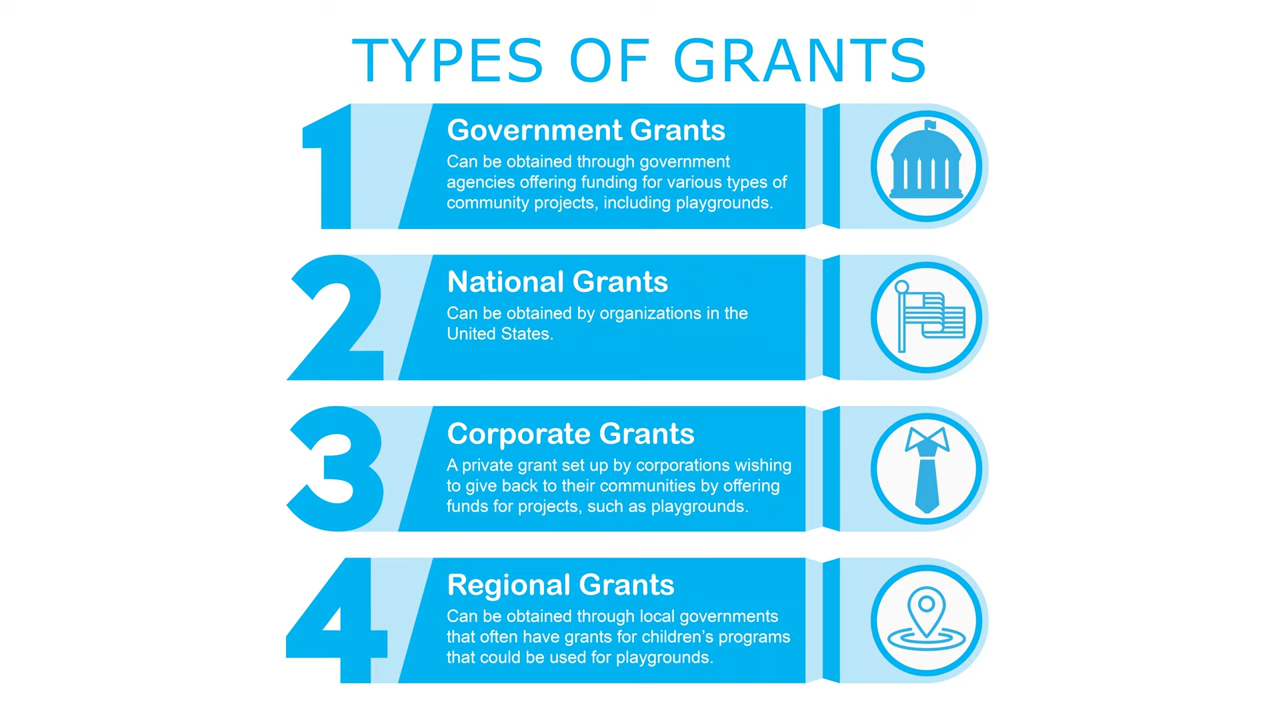 TYPES OF GRANTS
1
Government Grants
Can be obtained through government
agencies offering funding for various types of
community projects, including playgrounds.
2
National Grants
Can be obtained by organizations in the
United States.
3
Corporate Grants
A private grant set up by corporations wishing
to give back to their communities by offering
funds for projects, such as playgrounds.
4
Regional Grants
Can be obtained through local governments
that often have grants for children’s programs
that could be used for playgrounds.